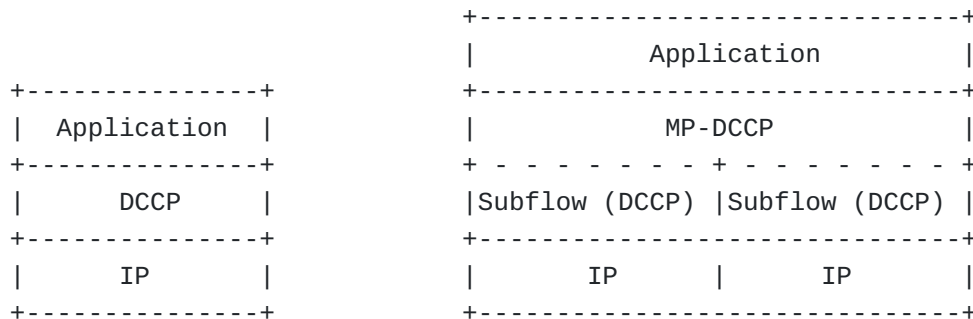 Application
Application
MP-DCCP
DCCP
Subflow (DCCP) Subflow (DCCP)
IP
IP IP